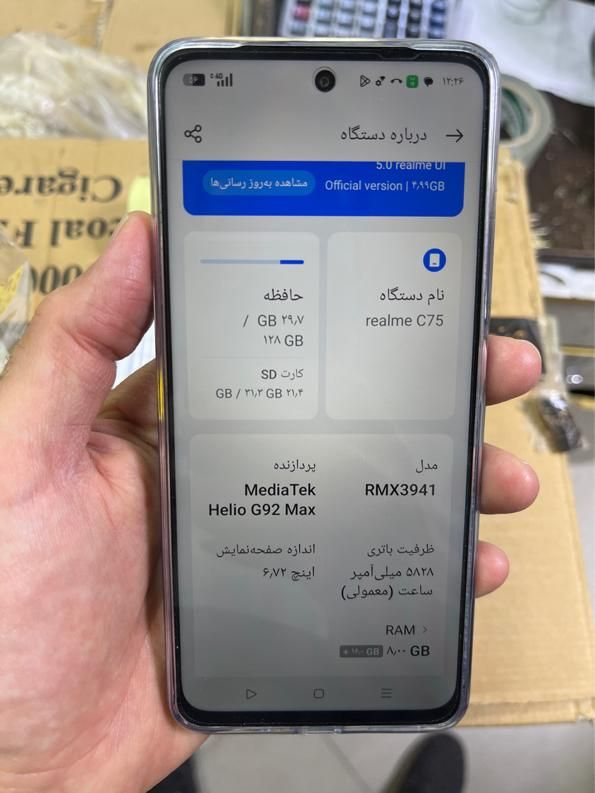 ۱۲:۲۶
4G
درباره دستگاه
realme UI 5.0
Official version | ۴٫۹۹GB
مشاهده به‌روز رسانی‌ها
نام دستگاه
realme C75
حافظه
/ GB ۲۹٫۷
۱۲۸ GB
کارت SD
GB / ۳۱٫۳ GB ۲۱٫۴
مدل
RMX3941
پردازنده
MediaTek
Helio G92 Max
ظرفیت باتری
۵۸۲۸ میلی‌آمپر
ساعت (معمولی)
اندازه صفحه‌نمایش
۶٫۷۲ اینچ
RAM
۸٫۰۰ GB
Cigare